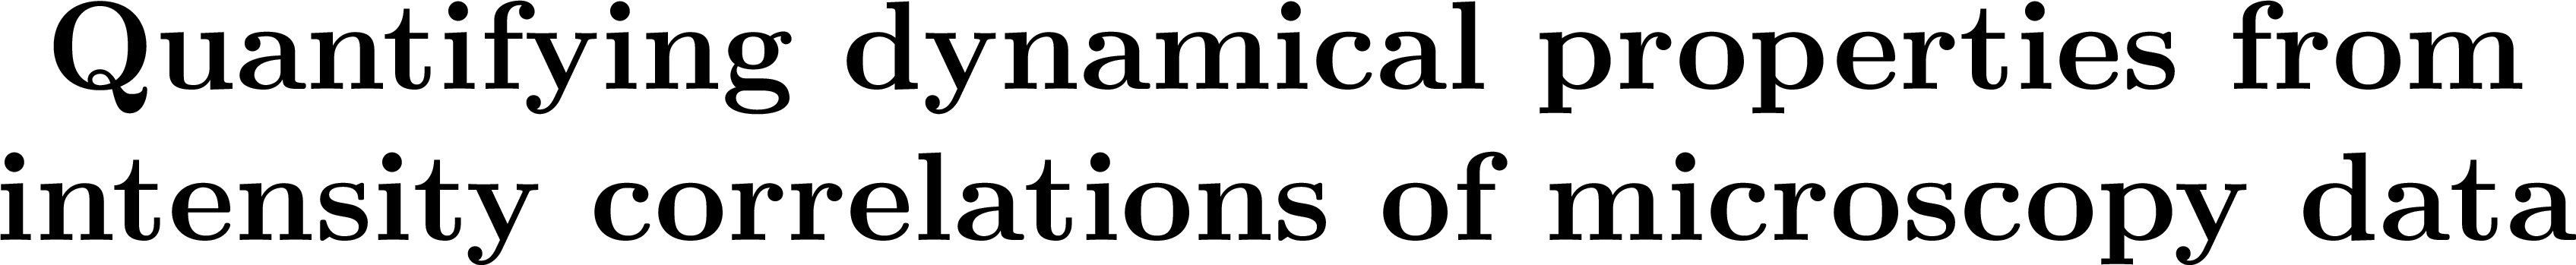 Quantifying dynamical properties from
intensity correlations of microscopy data